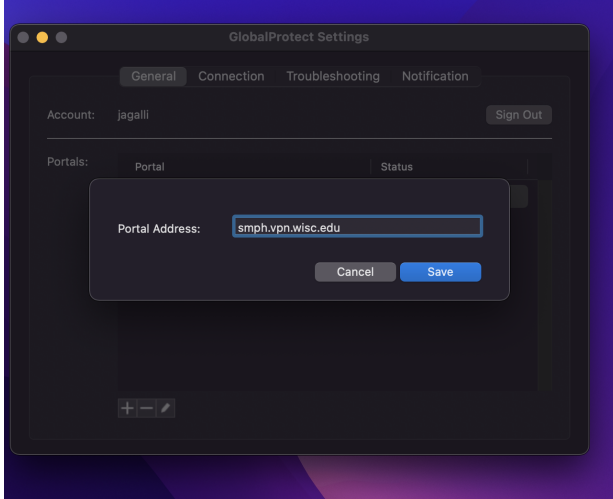 GlobalProtect Settings
General Connection Troubleshooting Notification
Account: jagalli Sign Out
Portals: Portal Status
Portal Address: smph.vpn.wisc.edu
Cancel Save